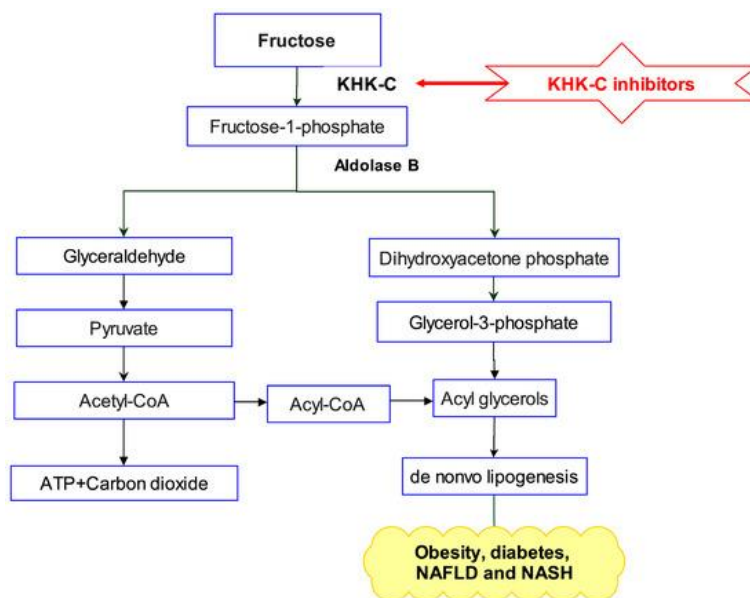 Fructose
KHK-C
KHK-C inhibitors
Fructose-1-phosphate
Aldolase B
Glyceraldehyde
Dihydroxyacetone phosphate
Pyruvate
Glycerol-3-phosphate
Acetyl-CoA
Acyl-CoA
Acyl glycerols
ATP+Carbon dioxide
de nonvo lipogenesis
Obesity, diabetes,
NAFLD and NASH